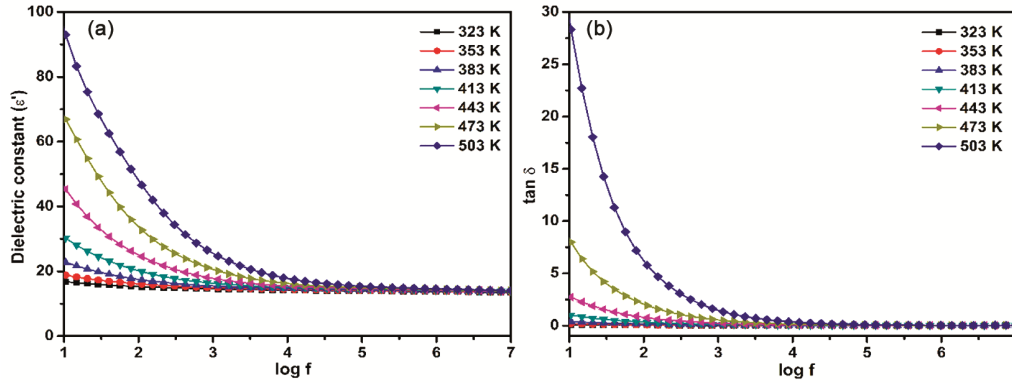 (a)
100
80
60
40
20
0
Dielectric constant (ε')
323 K
353 K
383 K
413 K
443 K
473 K
503 K
1 2 3 4 5 6 7
log f
(b)
30
25
20
15
10
5
0
tan δ
323 K
353 K
383 K
413 K
443 K
473 K
503 K
1 2 3 4 5 6
log f